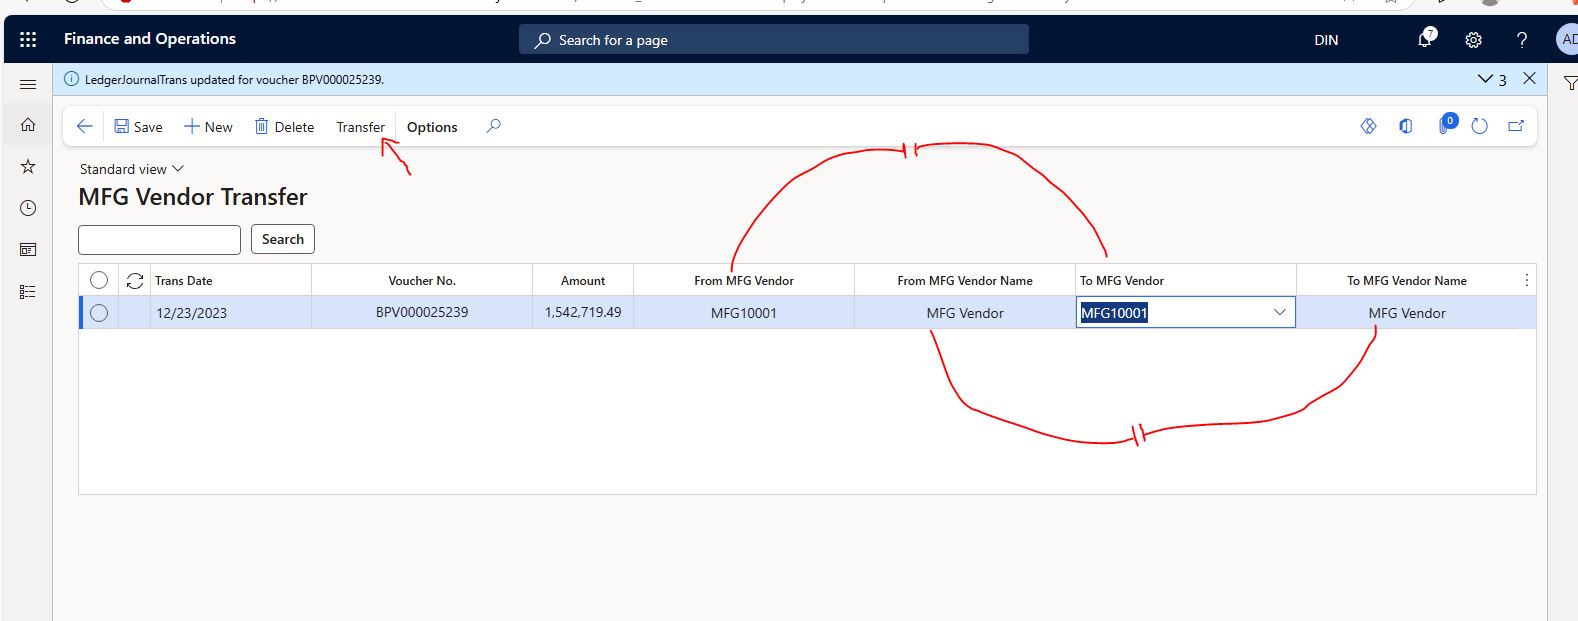 Finance and Operations
Search for a page
DIN
7
?
AD
LedgerJournalTrans updated for voucher BPV000025239.
3
Save
New
Delete
Transfer
Options
0
Standard view
MFG Vendor Transfer
Search
Trans Date Voucher No. Amount From MFG Vendor From MFG Vendor Name To MFG Vendor To MFG Vendor Name
12/23/2023 BPV000025239 1,542,719.49 MFG10001 MFG Vendor MFG10001 MFG Vendor